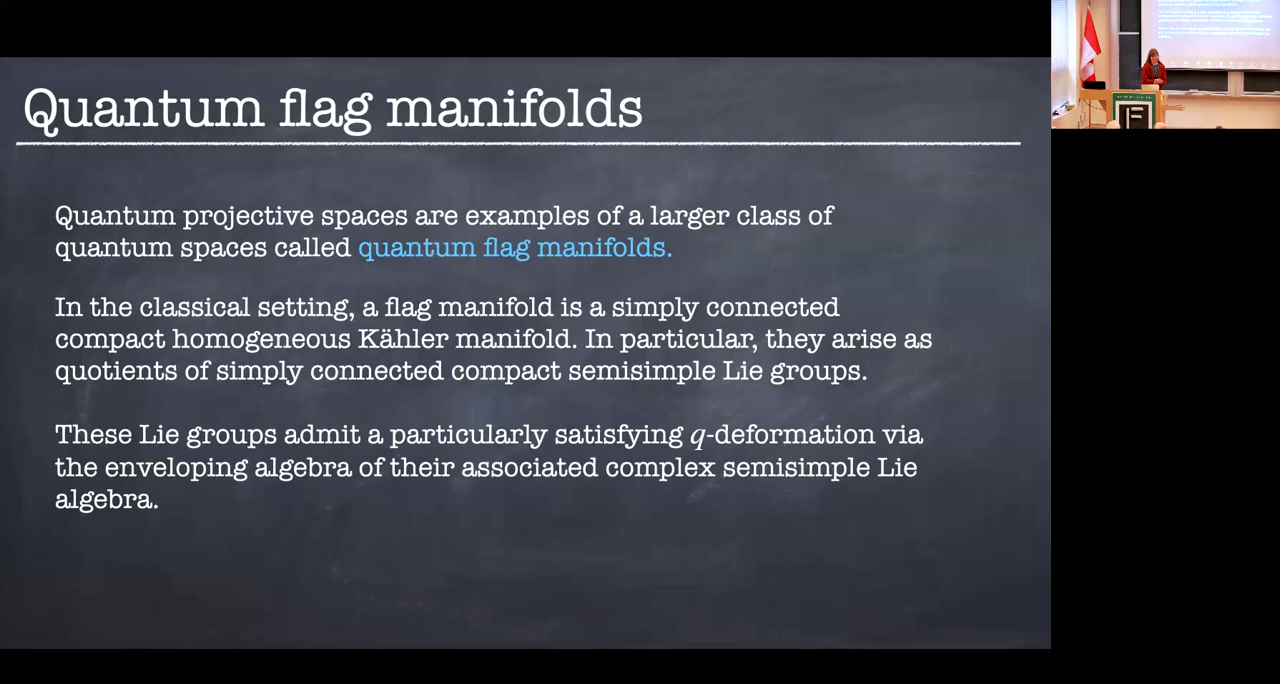 Quantum flag manifolds
Quantum projective spaces are examples of a larger class of
quantum spaces called quantum flag manifolds.
In the classical setting, a flag manifold is a simply connected
compact homogeneous Kähler manifold. In particular, they arise as
quotients of simply connected compact semisimple Lie groups.
These Lie groups admit a particularly satisfying q-deformation via
the enveloping algebra of their associated complex semisimple Lie
algebra.